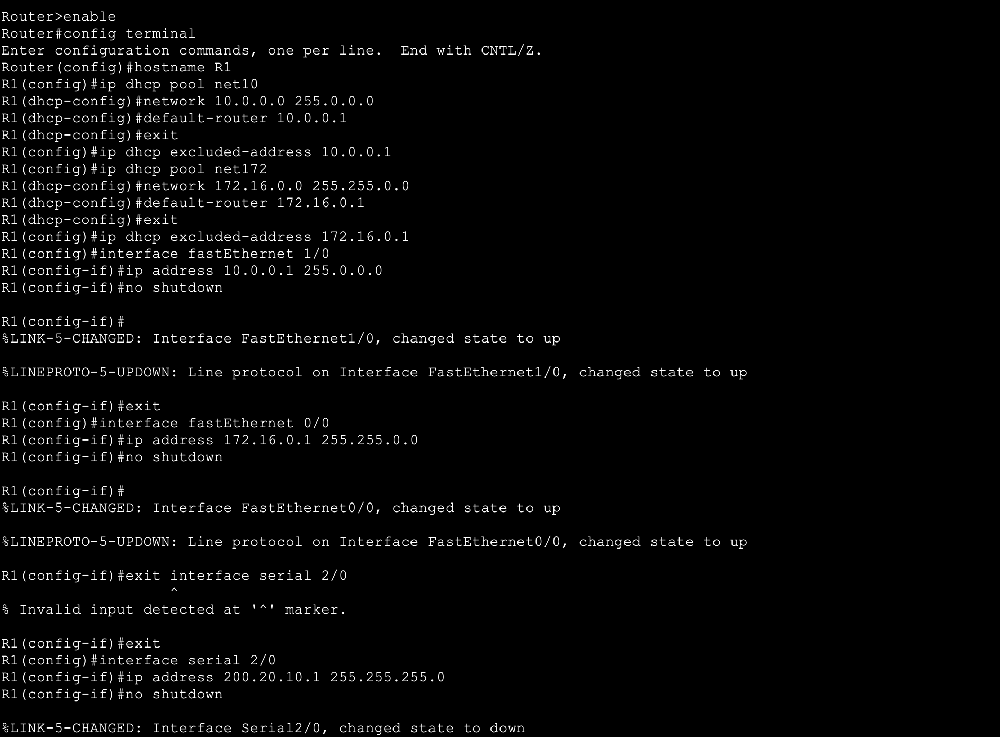 Router>enable
Router#config terminal
Enter configuration commands, one per line.  End with CNTL/Z.
Router(config)#hostname R1
R1(config)#ip dhcp pool net10
R1(dhcp-config)#network 10.0.0.0 255.0.0.0
R1(dhcp-config)#default-router 10.0.0.1
R1(dhcp-config)#exit
R1(config)#ip dhcp excluded-address 10.0.0.1
R1(config)#ip dhcp pool net172
R1(dhcp-config)#network 172.16.0.0 255.255.0.0
R1(dhcp-config)#default-router 172.16.0.1
R1(dhcp-config)#exit
R1(config)#ip dhcp excluded-address 172.16.0.1
R1(config)#interface fastEthernet 1/0
R1(config-if)#ip address 10.0.0.1 255.0.0.0
R1(config-if)#no shutdown
R1(config-if)#
%LINK-5-CHANGED: Interface FastEthernet1/0, changed state to up
%LINEPROTO-5-UPDOWN: Line protocol on Interface FastEthernet1/0, changed state to up
R1(config-if)#exit
R1(config)#interface fastEthernet 0/0
R1(config-if)#ip address 172.16.0.1 255.255.0.0
R1(config-if)#no shutdown
R1(config-if)#
%LINK-5-CHANGED: Interface FastEthernet0/0, changed state to up
%LINEPROTO-5-UPDOWN: Line protocol on Interface FastEthernet0/0, changed state to up
R1(config-if)#exit interface serial 2/0
^
% Invalid input detected at '^' marker.
R1(config-if)#exit
R1(config)#interface serial 2/0
R1(config-if)#ip address 200.20.10.1 255.255.255.0
R1(config-if)#no shutdown
%LINK-5-CHANGED: Interface Serial2/0, changed state to down